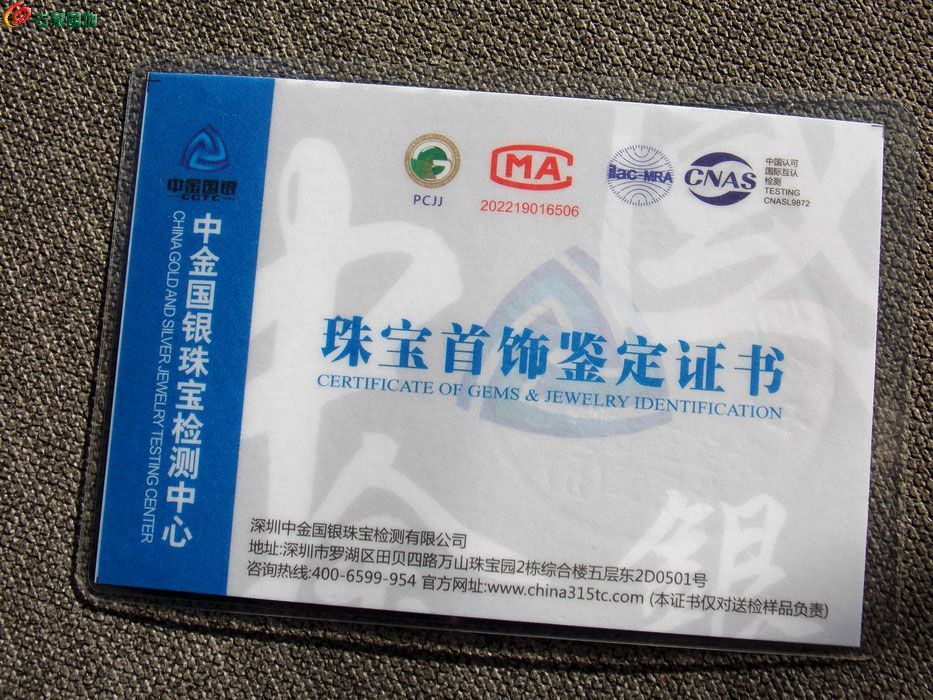 中金国银
CGTC
中金国银珠宝检测中心
CHINA GOLD AND SILVER JEWELRY TESTING CENTER
PCJJ
CMA
202219016506
ilac-MRA
CNAS
中国认可
国际互认
检测
TESTING
CNASL9872
珠宝首饰鉴定证书
CERTIFICATE OF GEMS & JEWELRY IDENTIFICATION
深圳中金国银珠宝检测有限公司
地址:深圳市罗湖区田贝四路万山珠宝园2栋综合楼五层东2D0501号
咨询热线:400-6599-954 官方网址:www.china315tc.com (本证书仅对送检样品负责)